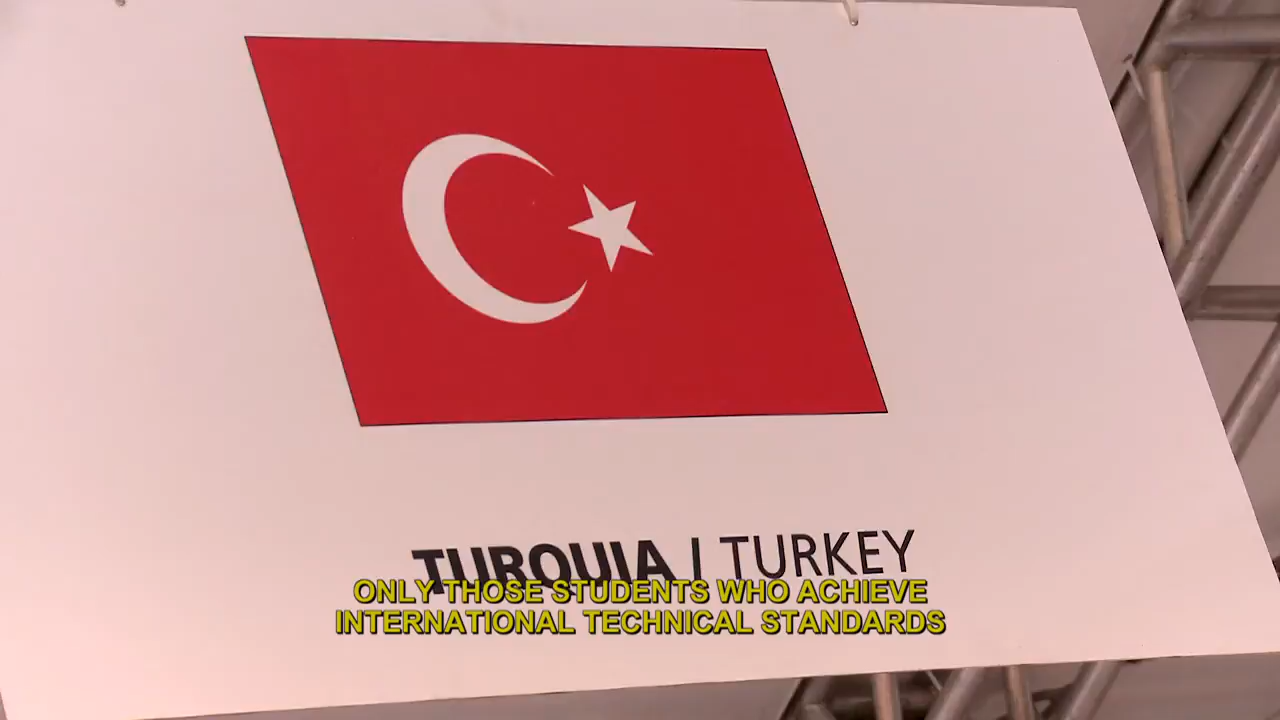 TURQUIA | TURKEY
ONLY THOSE STUDENTS WHO ACHIEVE
INTERNATIONAL TECHNICAL STANDARDS